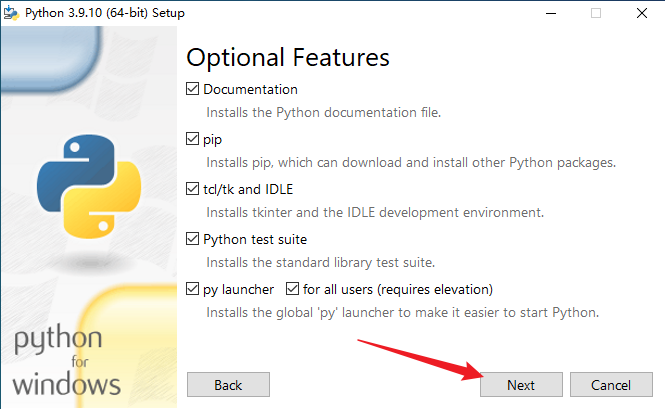 Python 3.9.10 (64-bit) Setup
Optional Features
Documentation
Installs the Python documentation file.
pip
Installs pip, which can download and install other Python packages.
tcl/tk and IDLE
Installs tkinter and the IDLE development environment.
Python test suite
Installs the standard library test suite.
py launcher for all users (requires elevation)
Installs the global 'py' launcher to make it easier to start Python.
python
for
windows
Back Next Cancel